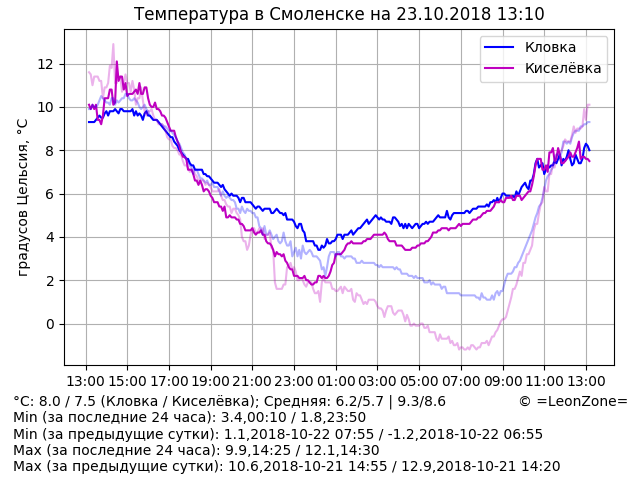 Температура в Смоленске на 23.10.2018 13:10
Кловка
Киселёвка
градусов Цельсия, °C
12
10
8
6
4
2
0
13:00 15:00 17:00 19:00 21:00 23:00 01:00 03:00 05:00 07:00 09:00 11:00 13:00
°C: 8.0 / 7.5 (Кловка / Киселёвка); Средняя: 6.2/5.7 | 9.3/8.6 © =LeonZone=
Min (за последние 24 часа): 3.4,00:10 / 1.8,23:50
Min (за предыдущие сутки): 1.1,2018-10-22 07:55 / -1.2,2018-10-22 06:55
Max (за последние 24 часа): 9.9,14:25 / 12.1,14:30
Max (за предыдущие сутки): 10.6,2018-10-21 14:55 / 12.9,2018-10-21 14:20